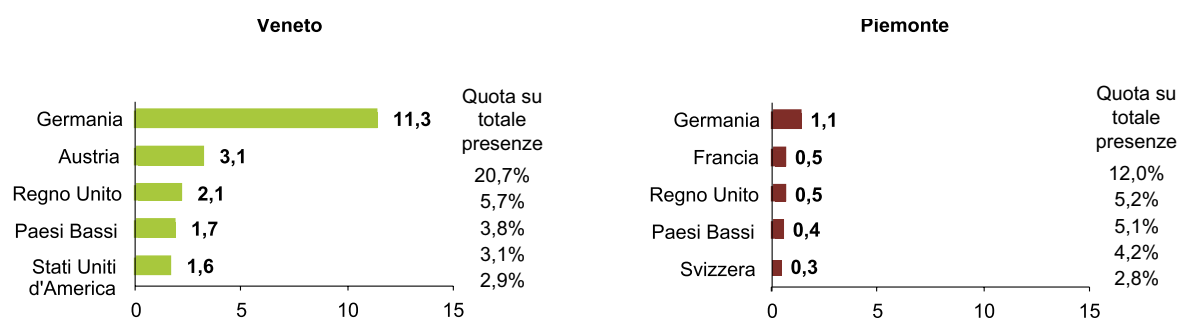 Veneto
Germania 11,3
Austria 3,1
Regno Unito 2,1
Paesi Bassi 1,7
Stati Uniti
d'America 1,6
0 5 10 15
Quota su
totale
presenze
20,7%
5,7%
3,8%
3,1%
2,9%
Piemonte
Germania 1,1
Francia 0,5
Regno Unito 0,5
Paesi Bassi 0,4
Svizzera 0,3
0 5 10 15
Quota su
totale
presenze
12,0%
5,2%
5,1%
4,2%
2,8%